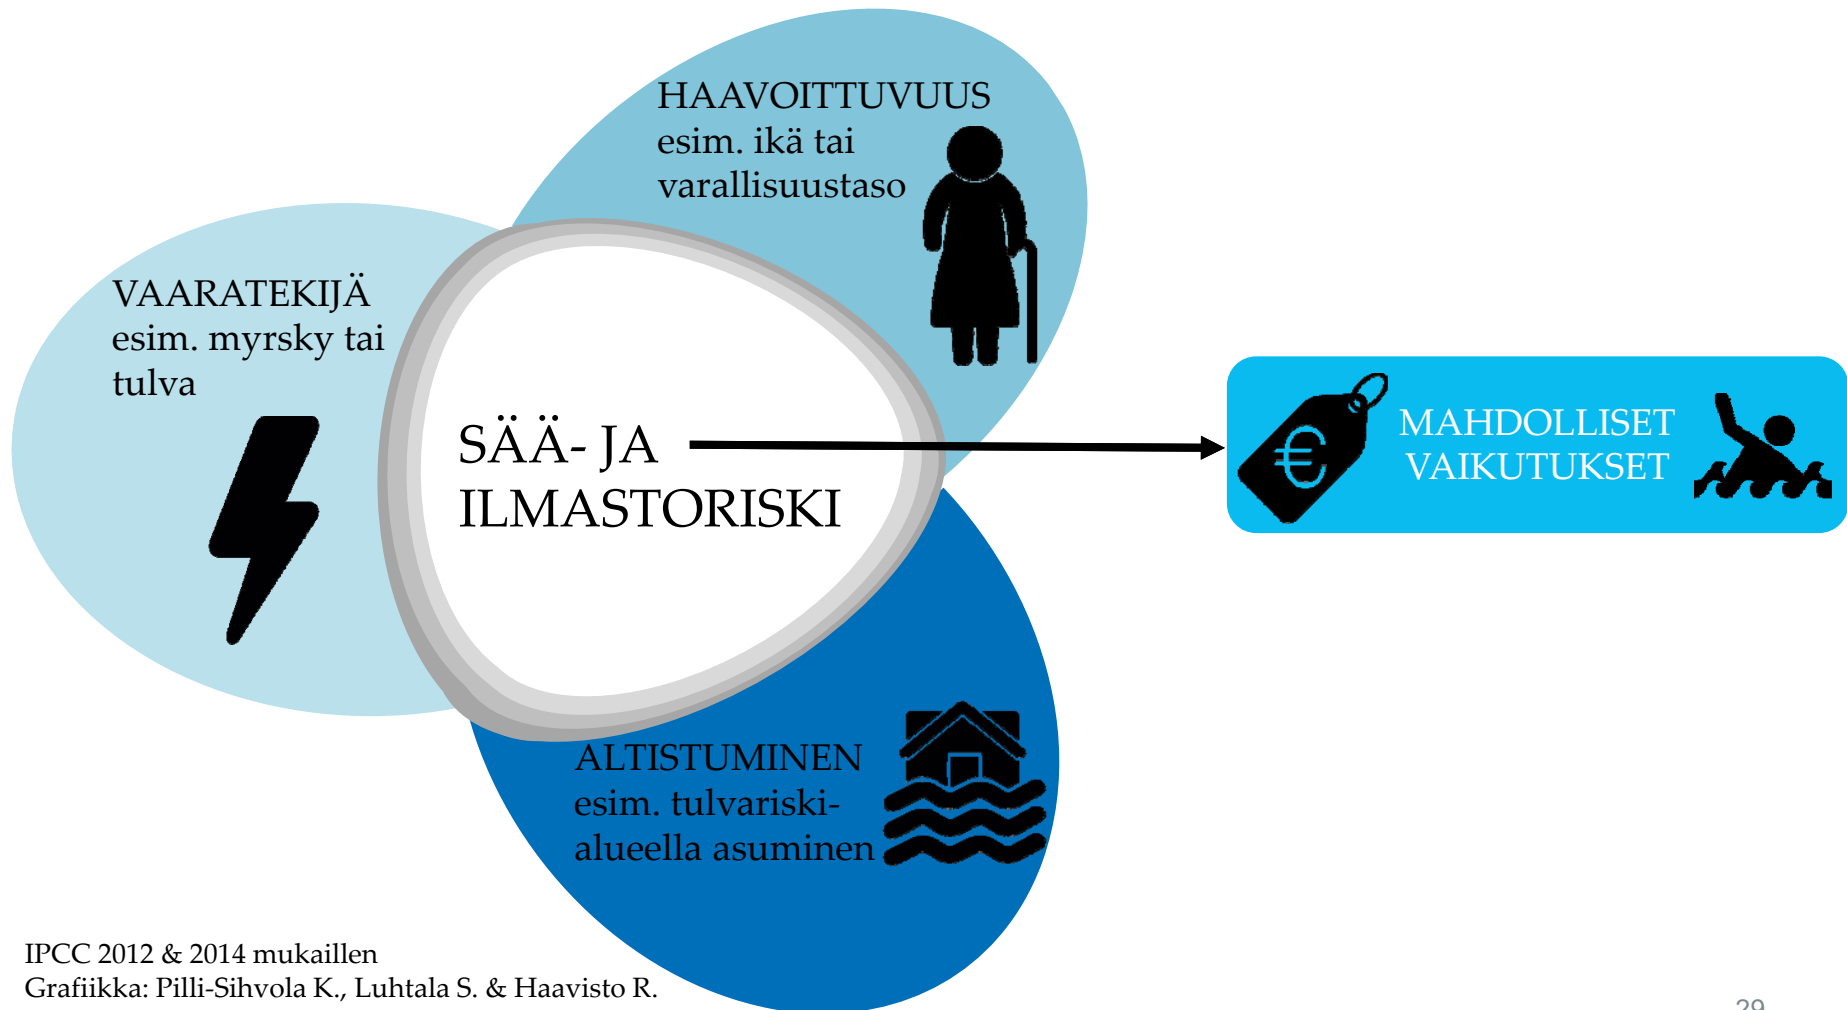 HAAVOITTUVUUS
esim. ikä tai
varallisuustaso
VAARATEKIJÄ
esim. myrsky tai
tulva
SÄÄ- JA
ILMASTORISKI
€
MAHDOLLISET
VAIKUTUKSET
ALTISTUMINEN
esim. tulvariski-
alueella asuminen
IPCC 2012 & 2014 mukaillen
Grafiikka: Pilli-Sihvola K., Luhtala S. & Haavisto R.
29